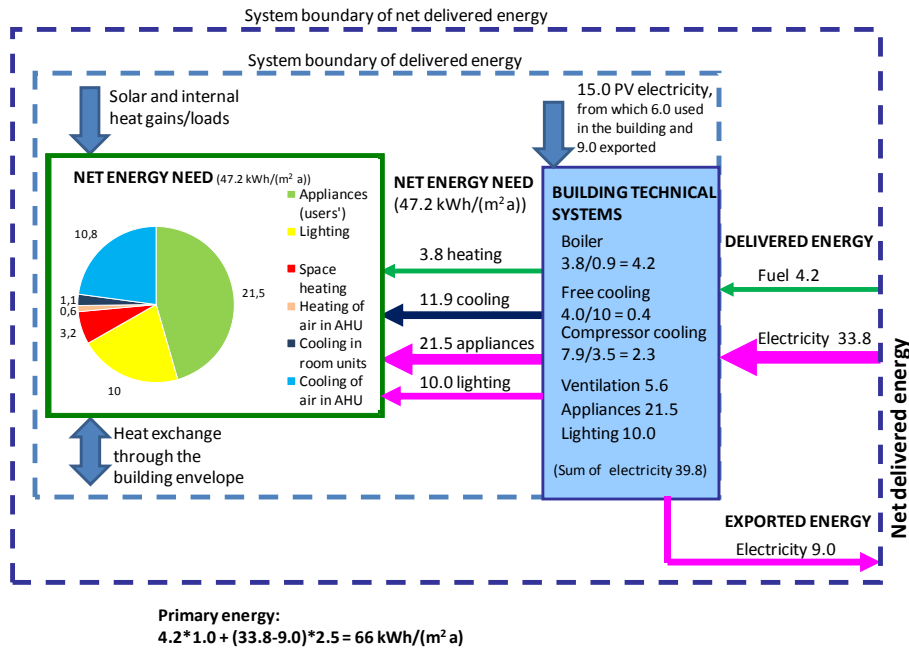 System boundary of net delivered energy
System boundary of delivered energy
Solar and internal
heat gains/loads
15.0 PV electricity,
from which 6.0 used
in the building and
9.0 exported
NET ENERGY NEED (47.2 kWh/(m² a))
Appliances
(users')
Lighting
Space
heating
Heating of
air in AHU
Cooling in
room units
Cooling of
air in AHU
10,8
1,1
0,6
3,2
10
21,5
NET ENERGY NEED
(47.2 kWh/(m² a))
3.8 heating
11.9 cooling
21.5 appliances
10.0 lighting
BUILDING TECHNICAL
SYSTEMS
Boiler
3.8/0.9 = 4.2
Free cooling
4.0/10 = 0.4
Compressor cooling
7.9/3.5 = 2.3
Ventilation 5.6
Appliances 21.5
Lighting 10.0
(Sum of electricity 39.8)
DELIVERED ENERGY
Fuel 4.2
Electricity 33.8
Net delivered energy
Heat exchange
through the
building envelope
EXPORTED ENERGY
Electricity 9.0
Primary energy:
4.2*1.0 + (33.8-9.0)*2.5 = 66 kWh/(m² a)